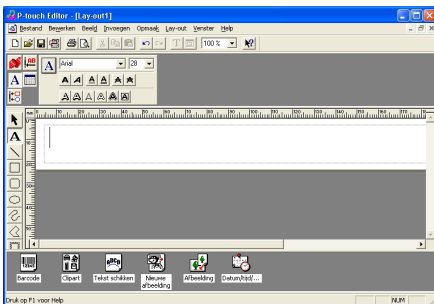 P-touch Editor - [Lay-out1]
Bestand Bewerken Beeld Invoegen Opmaak Lay-out Venster Help
100 %
Arial 28
Barcode Clipart Tekst schikken Nieuwe afbeelding Afbeelding Datum/tijd/...
Druk op F1 voor Help NUM